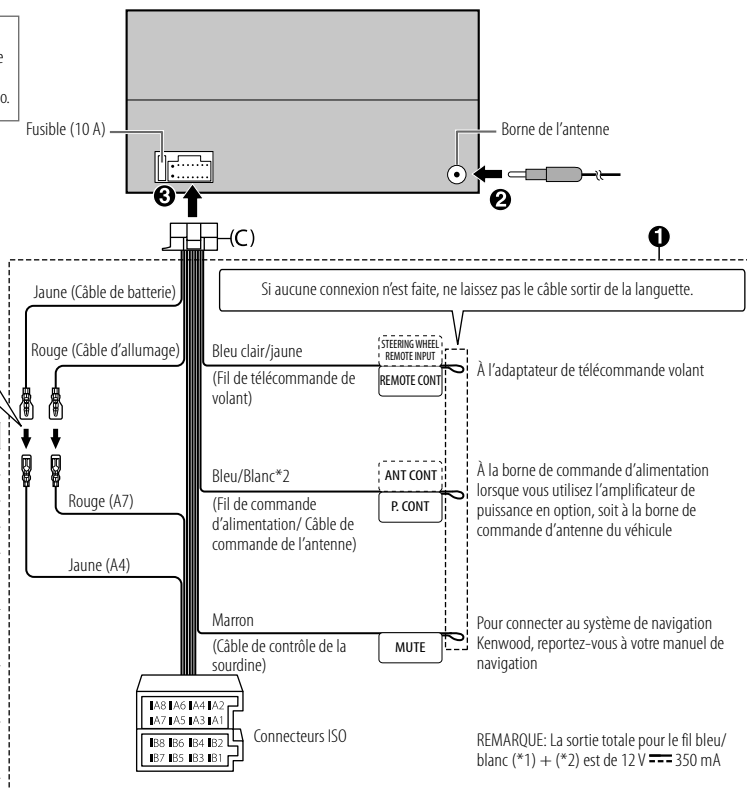 e
o.
Fusible (10 A)
Borne de l'antenne
❸
❷
(C)
❶
Si aucune connexion n'est faite, ne laissez pas le câble sortir de la languette.
Jaune (Câble de batterie)
Rouge (Câble d'allumage)
Bleu clair/jaune
(Fil de télécommande de
volant)
STEERING WHEEL
REMOTE INPUT
REMOTE CONT
À l'adaptateur de télécommande volant
Rouge (A7)
Jaune (A4)
Bleu/Blanc*2
(Fil de commande
d'alimentation/ Câble de
commande de l'antenne)
ANT CONT
P. CONT
À la borne de commande d'alimentation
lorsque vous utilisez l'amplificateur de
puissance en option, soit à la borne de
commande d'antenne du véhicule
Marron
(Câble de contrôle de la
sourdine)
MUTE
Pour connecter au système de navigation
Kenwood, reportez-vous à votre manuel de
navigation
A8 A6 A4 A2
A7 A5 A3 A1
B8 B6 B4 B2
B7 B5 B3 B1
Connecteurs ISO
REMARQUE: La sortie totale pour le fil bleu/
blanc (*1) + (*2) est de 12 V ⎓ 350 mA